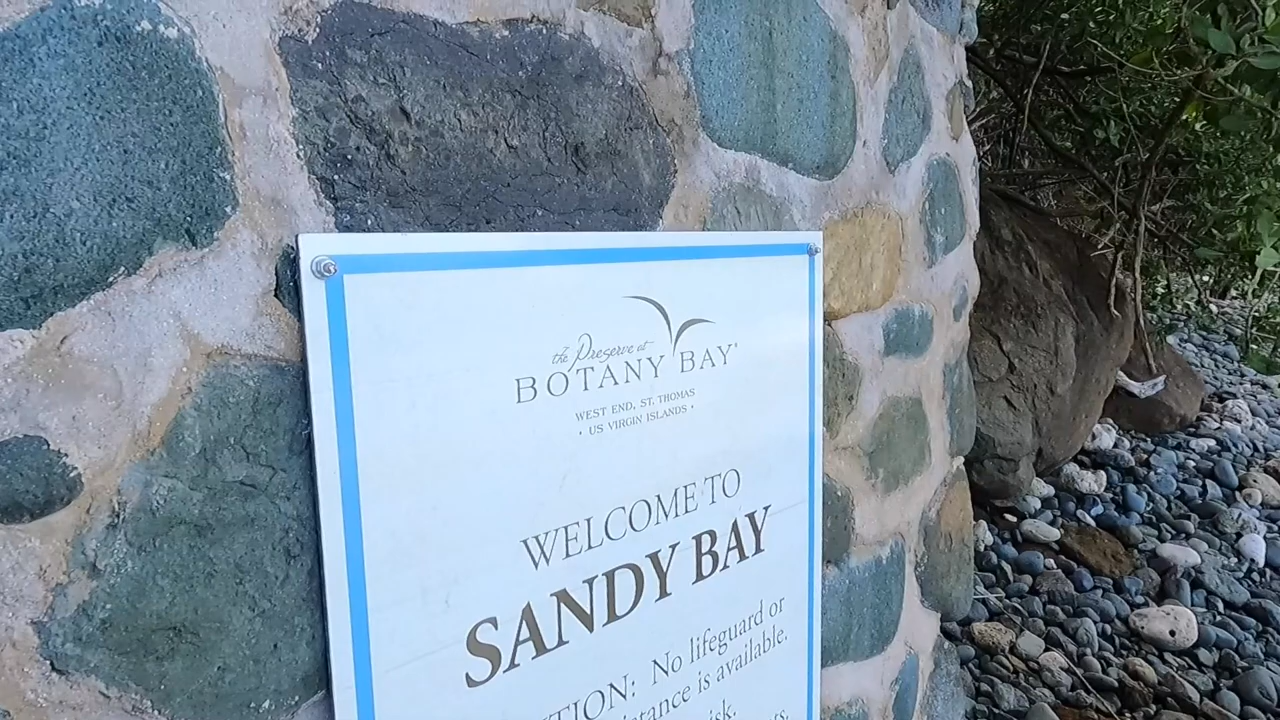 the Preserve at
BOTANY BAY
WEST END, ST. THOMAS
• US VIRGIN ISLANDS •
WELCOME TO
SANDY BAY
No lifeguard or
is available.